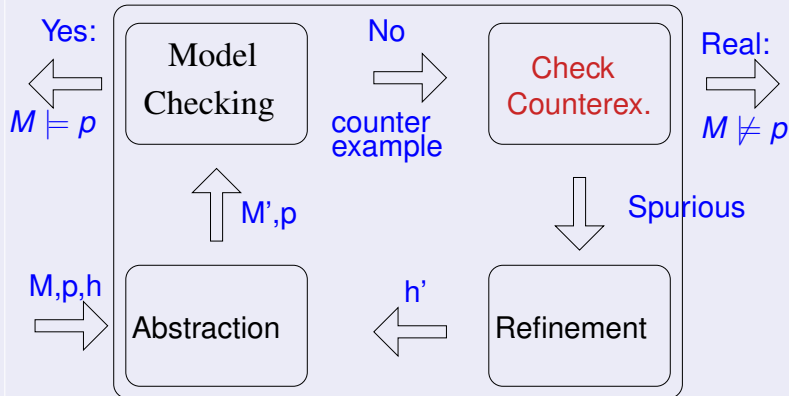 Yes:
M ⊨ p
Model
Checking
No
counter
example
Check
Counterex.
Real:
M ⊭ p
M',p
Spurious
M,p,h
Abstraction
h'
Refinement